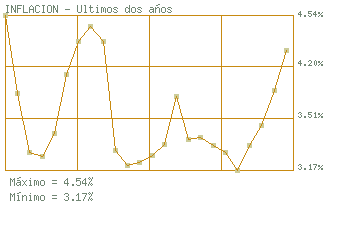 INFLACION - Ultimos dos años
4.54%
4.20%
3.51%
3.17%
Máximo = 4.54%
Mínimo = 3.17%